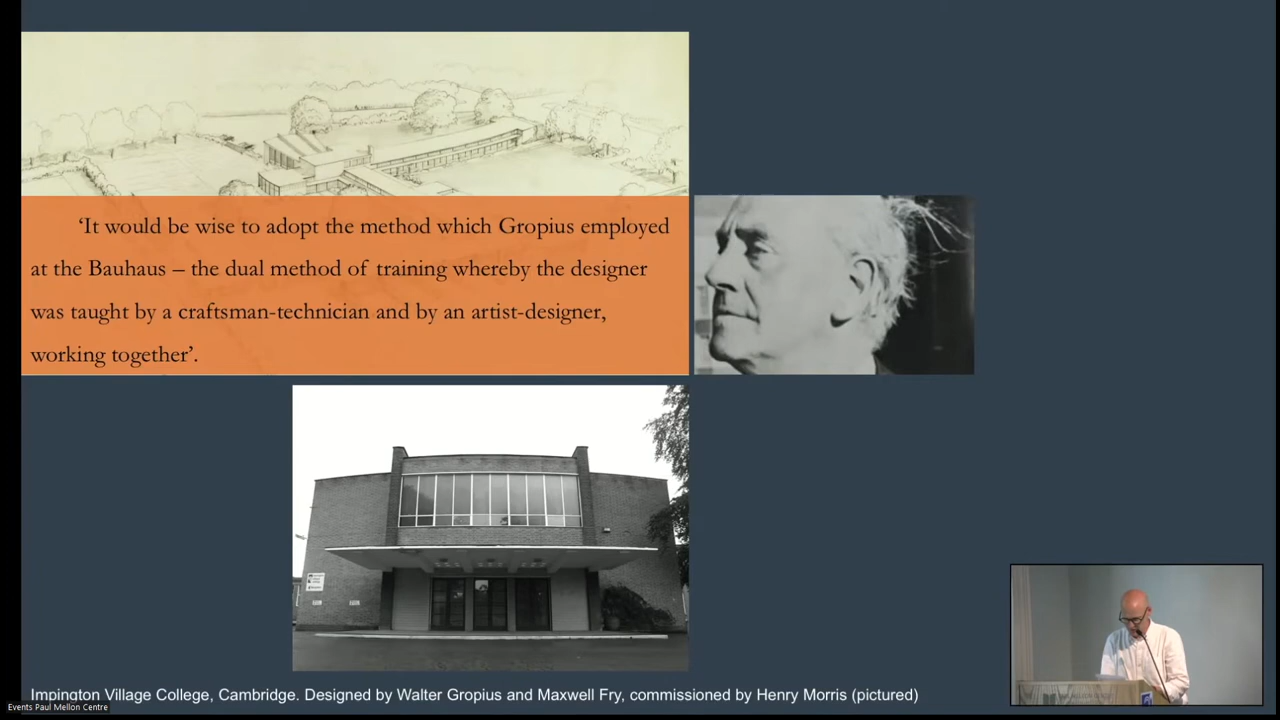 ‘It would be wise to adopt the method which Gropius employed
at the Bauhaus – the dual method of training whereby the designer
was taught by a craftsman-technician and by an artist-designer,
working together’.
Impington Village College, Cambridge. Designed by Walter Gropius and Maxwell Fry, commissioned by Henry Morris (pictured)
Events Paul Mellon Centre